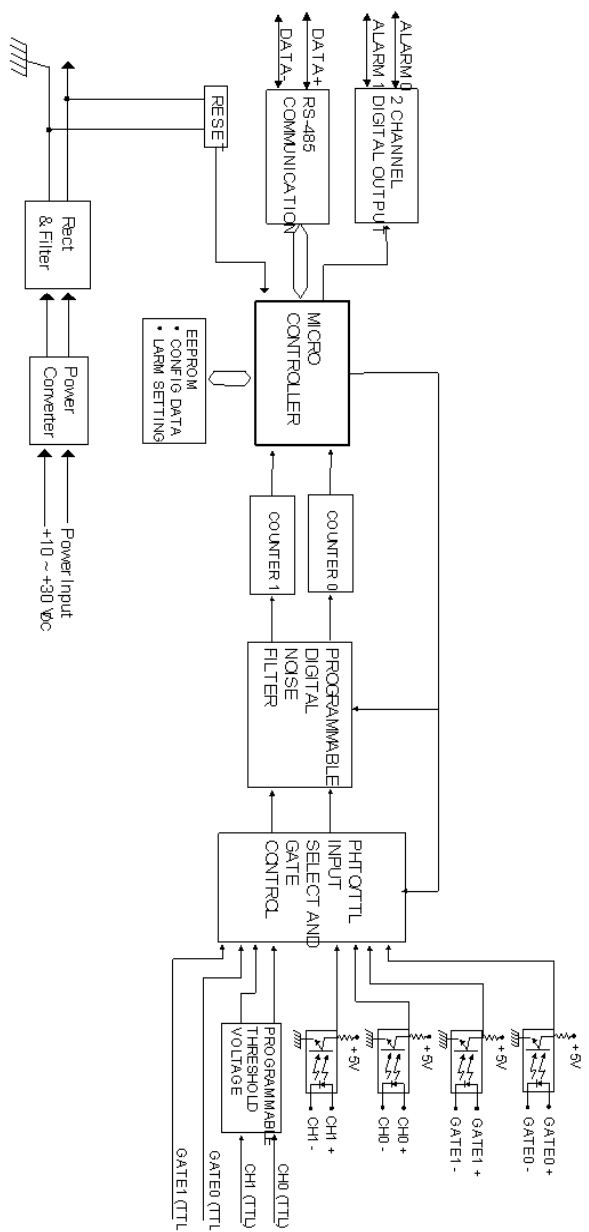 GATE0 +
GATE0 -
+5V
GATE1 +
GATE1 -
+5V
CH0 +
CH0 -
+5V
CH1 +
CH1 -
+5V
ALARM 0
ALARM 1
2 CHANNEL
DIGITAL OUTPUT
DATA+
DATA-
RS-485
COMMUNICATION
RESET
MICRO
CONTROLLER
EEPROM
• CONFIG DATA
• LARM SETTING
COUNTER 0
COUNTER 1
PROGRAMMABLE
DIGITAL
NOISE
FILTER
PHTO/TTL
INPUT
SELECT AND
GATE
CONTROL
PROGRAMMABLE
THRESHOLD
VOLTAGE
CH0 (TTL)
CH1 (TTL)
GATE0 (TTL
GATE1 (TTL
Rect
& Filter
Power
Converter
Power Input
+10 ~ +30 Vdc